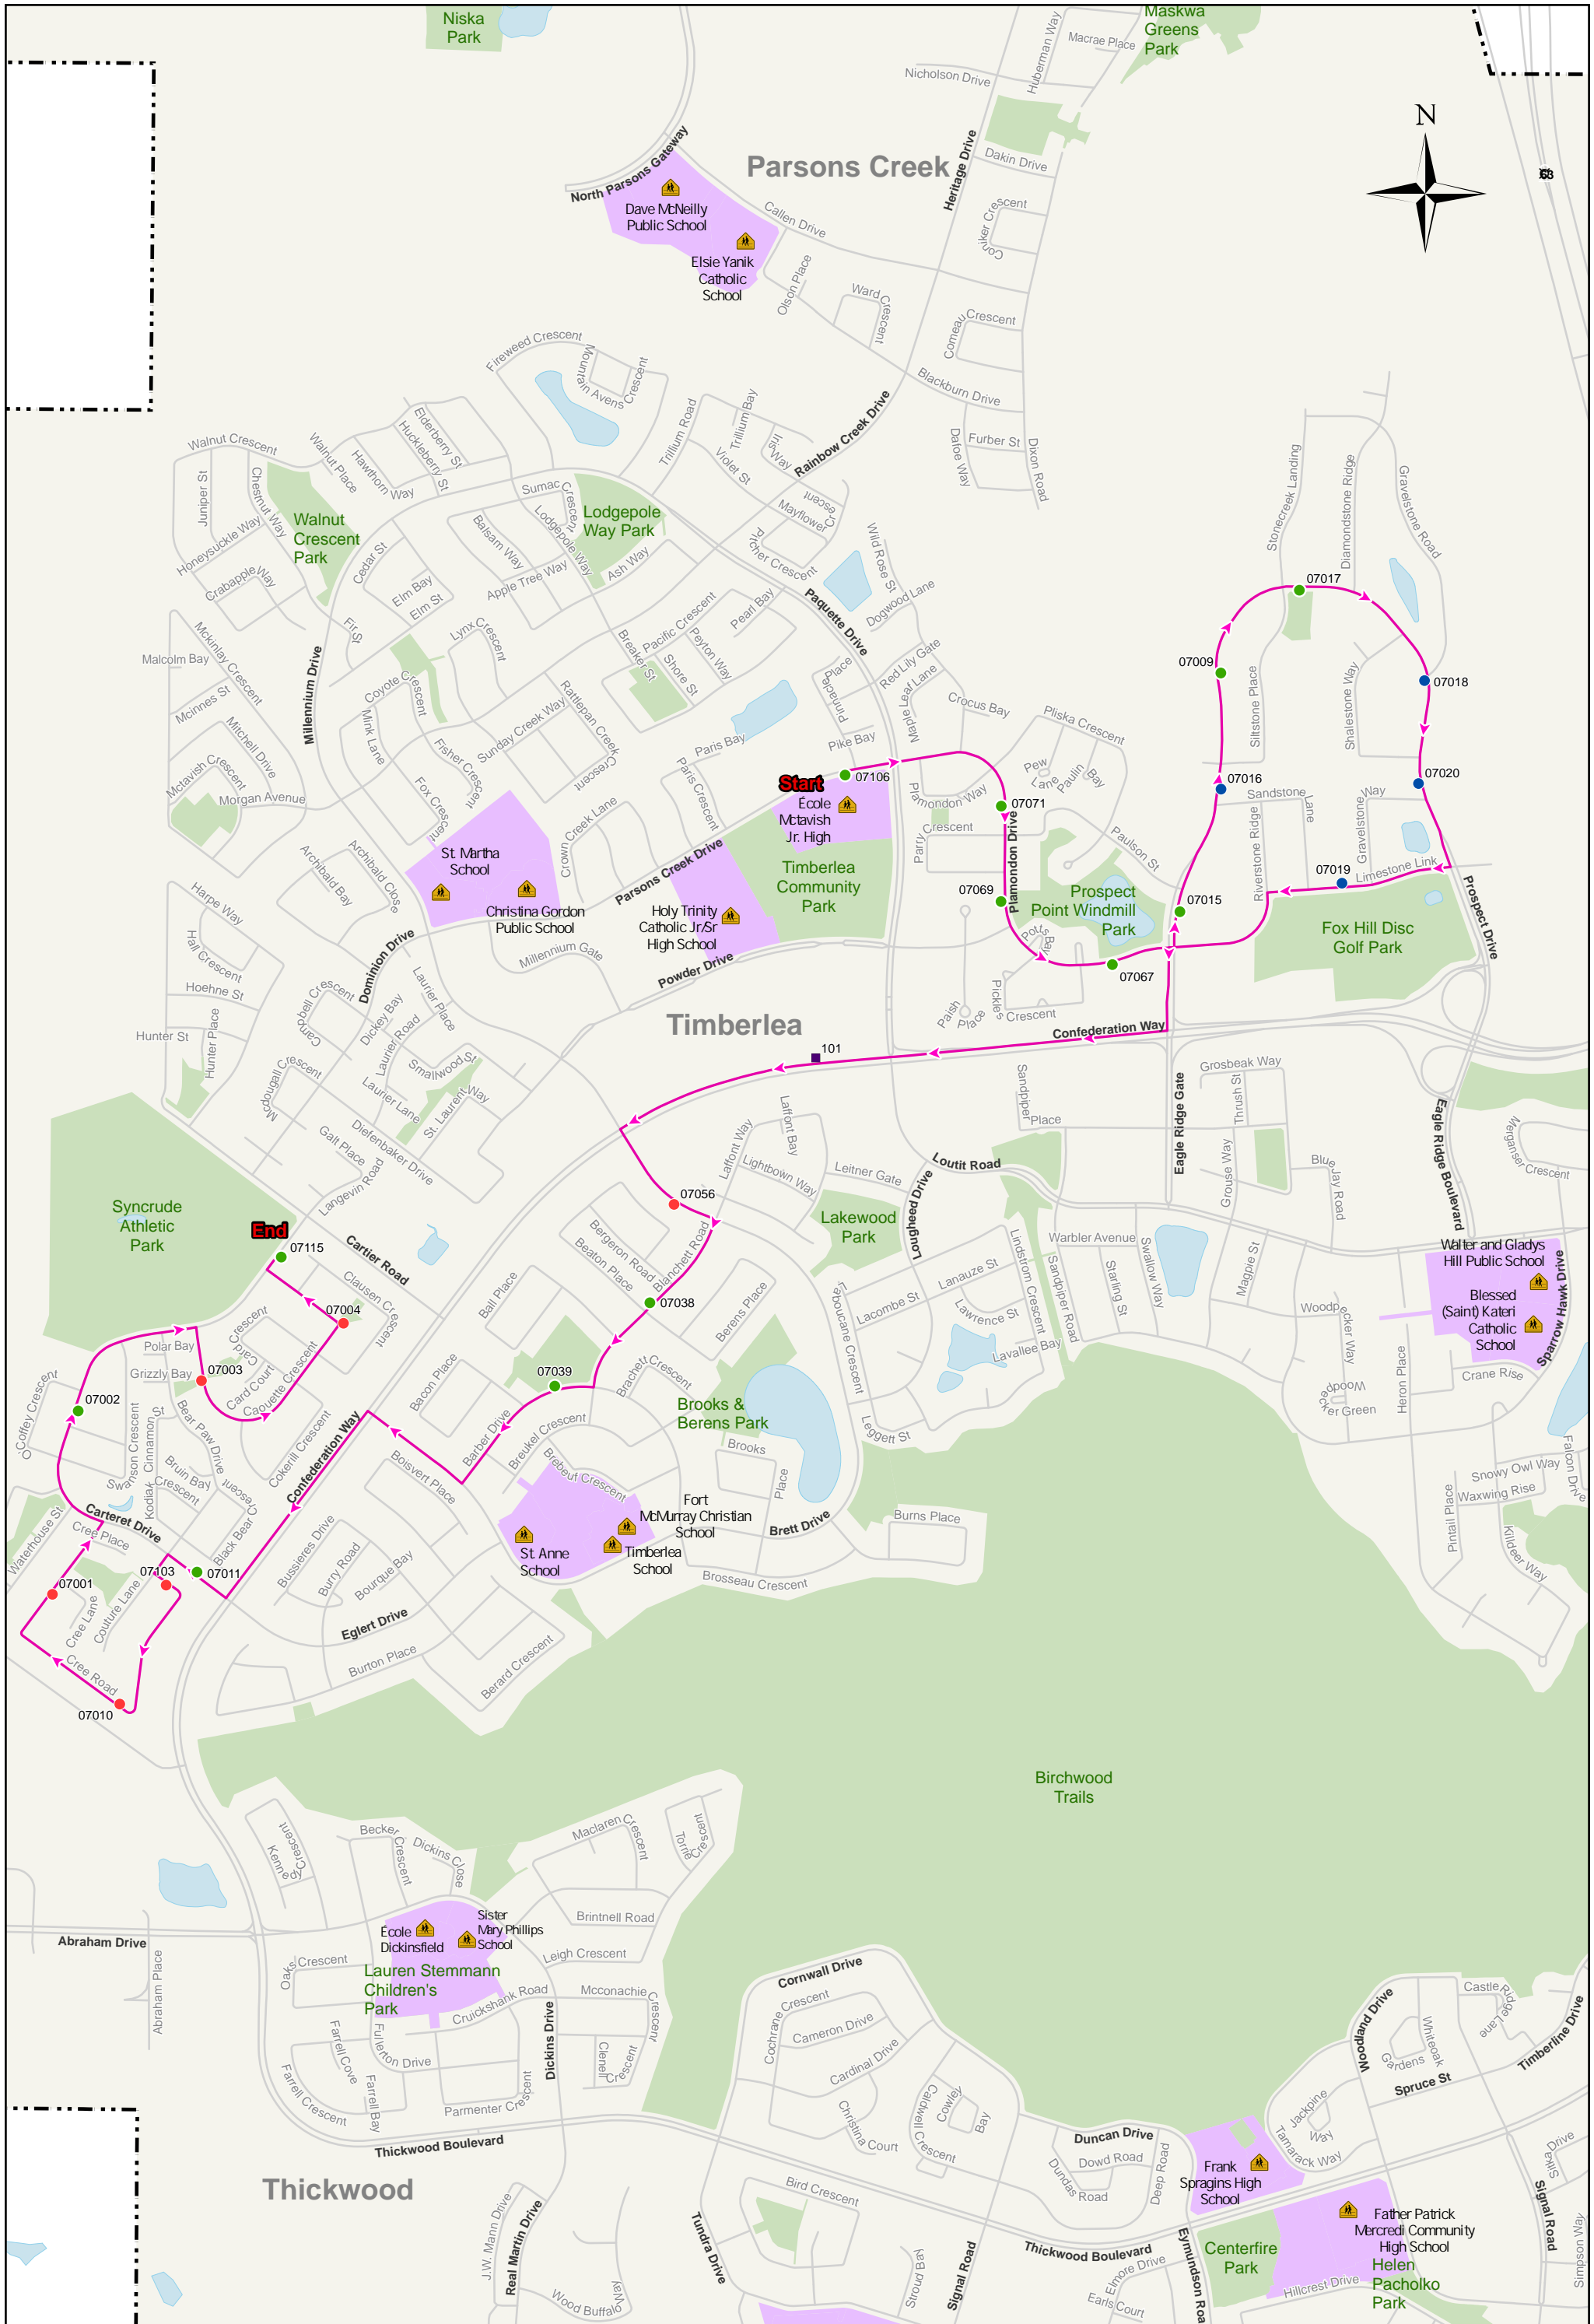 Niska
Park
Maskwa
Greens
Park
Macrae Place
Huberman Way
Nicholson Drive
N
63
Parsons Creek
North Parsons Gateway
Dakin Drive
Heritage Drive
Dave McNeilly
Public School
Callen Drive
Coniker Crescent
Elsie Yanik
Catholic
School
Olson Place
Ward Crescent
Comeau Crescent
Fireweed Crescent
Mountain Avens Crescent
Blackburn Drive
Rainbow Creek Drive
Trillium Road
Trillium Bay
Iris Way
Violet St
Furber St
Dafoe Way
Dixon Road
Elderberry St
Huckleberry St
Walnut Crescent
Walnut Place
Hawthorn Way
Juniper St
Chestnut Way
Sumac Crescent
Mayflower Crescent
Stonecreek Landing
Diamondstone Ridge
Gravelstone Road
Walnut
Crescent
Park
Lodgepole
Way Park
Honeysuckle Way
Balsam Way
Lodgepole Way
Pitcher Crescent
Wild Rose St
Cedar St
Crabapple Way
Apple Tree Way
Ash Way
Elm Bay
Elm St
Dogwood Lane
07017
Paquette Drive
Pearl Bay
Pacific Crescent
Fir St
Lynx Crescent
Breaker St
Peyton Way
Mckinlay Crescent
Malcolm Bay
Shore St
Red Lily Gate
07009
07018
Millennium Drive
Coyote Crescent
Pinnacle Place
Maple Leaf Lane
Mcinnes St
Rattlepan Creek Crescent
Crocus Bay
Siltstone Place
Shalestone Way
Mitchell Drive
Mink Lane
Sunday Creek Way
Pliska Crescent
Fisher Crescent
Paris Bay
Pike Bay
Mctavish Crescent
Paris Crescent
Start
07106
Pew Lane
Paulin Bay
07016
07020
Morgan Avenue
Fox Crescent
École
Mctavish
Jr. High
Plamondon Way
07071
Sandstone Lane
Gravelstone Way
Crown Creek Lane
Parry Crescent
Plamondon Drive
Paulson St
Riverstone Ridge
St. Martha
School
Archibald Bay
Archibald Close
Parsons Creek Drive
Timberlea
Community
Park
07019
Limestone Link
Harpe Way
Christina Gordon
Public School
Holy Trinity
Catholic Jr/Sr
High School
07069
Prospect
Point Windmill
Park
07015
Fox Hill Disc
Golf Park
Prospect Drive
Hall Crescent
Dominion Drive
Millennium Gate
Powder Drive
Potts Bay
07067
Hoehne St
Campbell Crescent
Laurier Place
Dickey Bay
Laurier Road
Paish Place
Pickles Crescent
Timberlea
Confederation Way
Hunter St
Hunter Place
101
Smallwood St
Mcdougall Crescent
Laurier Lane
St. Laurent Way
Sandpiper Place
Grosbeak Way
Thrush St
Eagle Ridge Gate
Eagle Ridge Boulevard
Merganser Crescent
Galt Place
Diefenbaker Drive
Laffont Way
Laffont Bay
Lightbown Way
Leitner Gate
Loutit Road
Grouse Way
Blue Jay Road
Langevin Road
07056
Syncrude
Athletic
Park
End
07115
Cartier Road
Bergeron Road
Beaton Place
Blanchett Road
Lakewood
Park
Lougheed Drive
Lindstrom Crescent
Sandpiper Road
Warbler Avenue
Swallow Way
Starling St
Magpie St
Walter and Gladys
Hill Public School
Clausen Crescent
Ball Place
07038
Laboucane Crescent
Lacombe St
Lanauze St
Lawrence St
Woodpecker Way
Blessed
(Saint) Kateri
Catholic
School
Sparrow Hawk Drive
07004
Card Crescent
Polar Bay
Berens Place
Lavallee Bay
Grizzly Bay
07003
Card Court
Caouette Crescent
Bacon Place
07039
Brachett Crescent
Heron Place
Crane Rise
Coffey Crescent
07002
Bear Paw Drive
Barber Drive
Breukel Crescent
Brooks &
Berens Park
Woodpecker Green
Swanson Crescent
Kodiak Crescent
Cinnamon St
Bruin Bay
Cokerill Crescent
Confederation Way
Boisvert Place
Brebeuf Crescent
Brooks Place
Leggett St
Falcon Drive
Snowy Owl Way
Waxwing Rise
Carteret Drive
Cree Place
Waterhouse St
Black Bear Crescent
Bussieres Drive
Burry Road
Bourque Bay
Fort
McMurray Christian
School
St. Anne
School
Timberlea
School
Brett Drive
Burns Place
Pintail Place
Killdeer Way
07103
07011
07001
Cree Lane
Couture Lane
Brosseau Crescent
Eglert Drive
Cree Road
Burton Place
Berard Crescent
07010
Birchwood
Trails
Kennedy Crescent
Becker Crescent
Dickins Close
Maclaren Crescent
Torrie Crescent
École
Dickinsfield
Sister
Mary Phillips
School
Brintnell Road
Abraham Drive
Abraham Place
Oaks Crescent
Leigh Crescent
Lauren Stemmann
Children's
Park
Cruickshank Road
Mcconachie Crescent
Cornwall Drive
Cochrane Crescent
Cameron Drive
Woodland Drive
Castle Ridge Lane
Whiteoak Gardens
Timberline Drive
Farrell Cove
Fullerton Drive
Dickins Drive
Clenell Crescent
Cardinal Drive
Spruce St
Farrell Crescent
Farrell Bay
Parmenter Crescent
Caldwell Crescent
Cowley Bay
Christina Court
Jackpine Way
Tamarack Way
Thickwood Boulevard
Duncan Drive
Dowd Road
Dundas Road
Deep Road
Frank
Spragins High
School
Silkia Drive
Thickwood
J.W. Mann Drive
Real Martin Drive
Bird Crescent
Father Patrick
Mercredi Community
High School
Signal Road
Tundra Drive
Stroud Bay
Signal Road
Thickwood Boulevard
Elmore Drive
Earls Court
Eymundson Roa
Centerfire
Park
Hillcrest Drive
Helen
Pacholko
Park
Simpson Way
Wood Buffalo Way